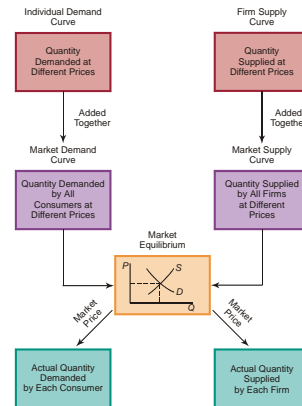 Individual Demand
Curve
Firm Supply
Curve
Quantity
Demanded at
Different Prices
Quantity
Supplied at
Different Prices
Added
Together
Added
Together
Market Demand
Curve
Market Supply
Curve
Quantity Demanded
by All
Consumers at
Different Prices
Quantity Supplied
by All Firms
at Different
Prices
Market
Equilibrium
P
S
D
Q
Market
Price
Market
Price
Actual Quantity
Demanded
by Each Consumer
Actual Quantity
Supplied
by Each Firm